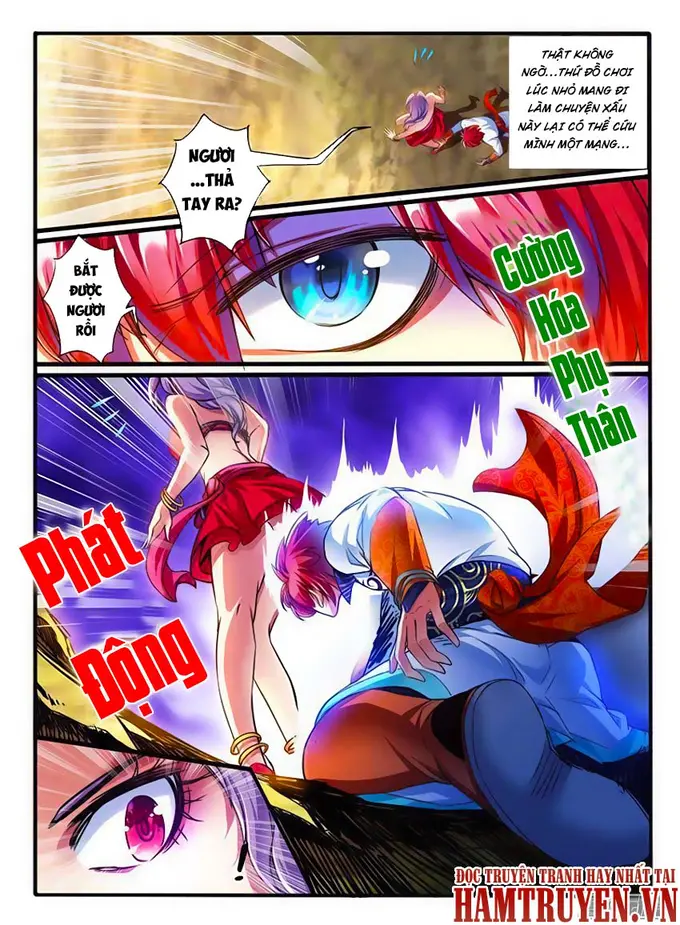 THẬT KHÔNG
NGỜ...THỨ ĐỒ CHƠI
LÚC NHỎ MANG ĐI
LÀM CHUYỆN XẤU
NÀY LẠI CÓ THỂ CỨU
MÌNH MỘT MẠNG...
NGƯƠI
...THẢ
TAY RA?
BẮT
ĐƯỢC
NGƯƠI
RỒI
Cường
Hóa
Phụ
Thân
Phát
Động
!
ĐỌC TRUYỆN TRANH HAY NHẤT TẠI
HAMTRUYEN.VN